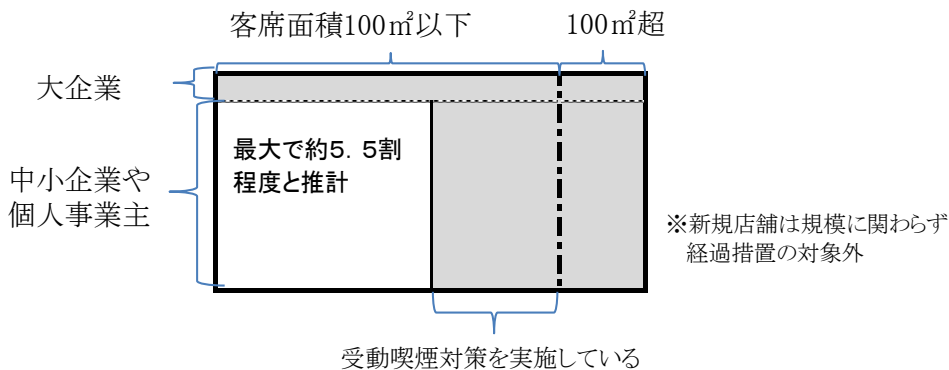 客席面積100㎡以下
100㎡超
大企業
最大で約5．5割
程度と推計
中小企業や
個人事業主
※新規店舗は規模に関わらず
経過措置の対象外
受動喫煙対策を実施している